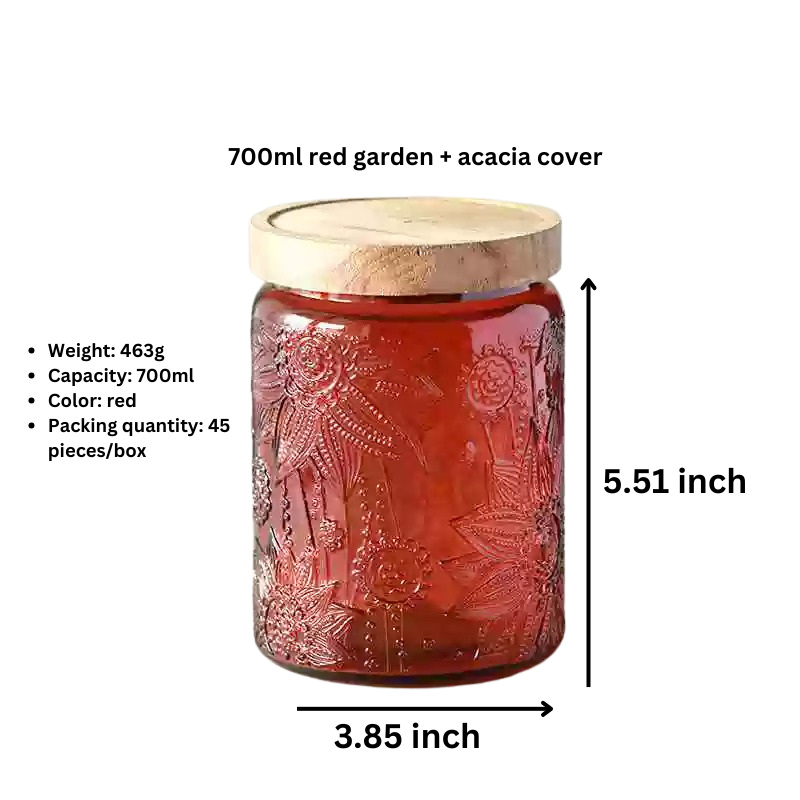 700ml red garden + acacia cover
• Weight: 463g
• Capacity: 700ml
• Color: red
• Packing quantity: 45
pieces/box
5.51 inch
3.85 inch